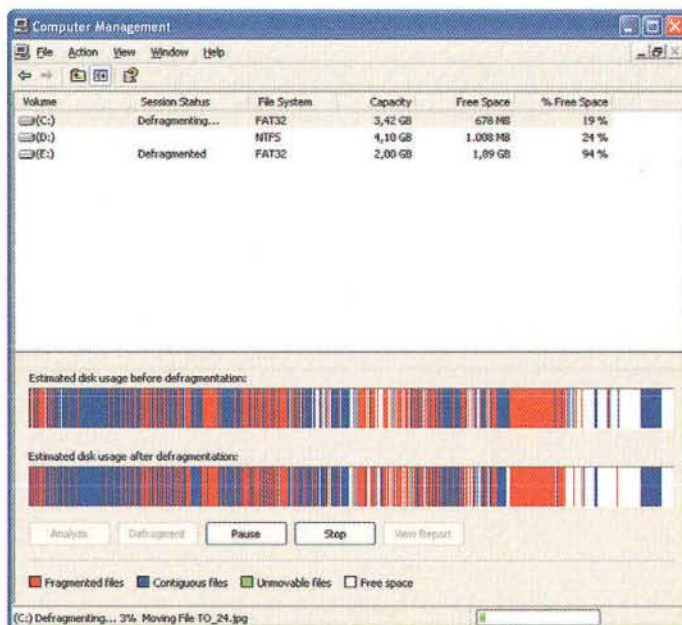 Computer Management
File Action View Window Help
Volume Session Status File System Capacity Free Space % Free Space
(C:) Defragmenting... FAT32 3,42 GB 678 MB 19 %
(D:) NTFS 4,10 GB 1.008 MB 24 %
(E:) Defragmented FAT32 2,00 GB 1,89 GB 94 %
Estimated disk usage before defragmentation:
Estimated disk usage after defragmentation:
Analyze Defragment Pause Stop View Report
Fragmented files Contiguous files Unmovable files Free space
(C:) Defragmenting... 3% Moving File TO_24.jpg